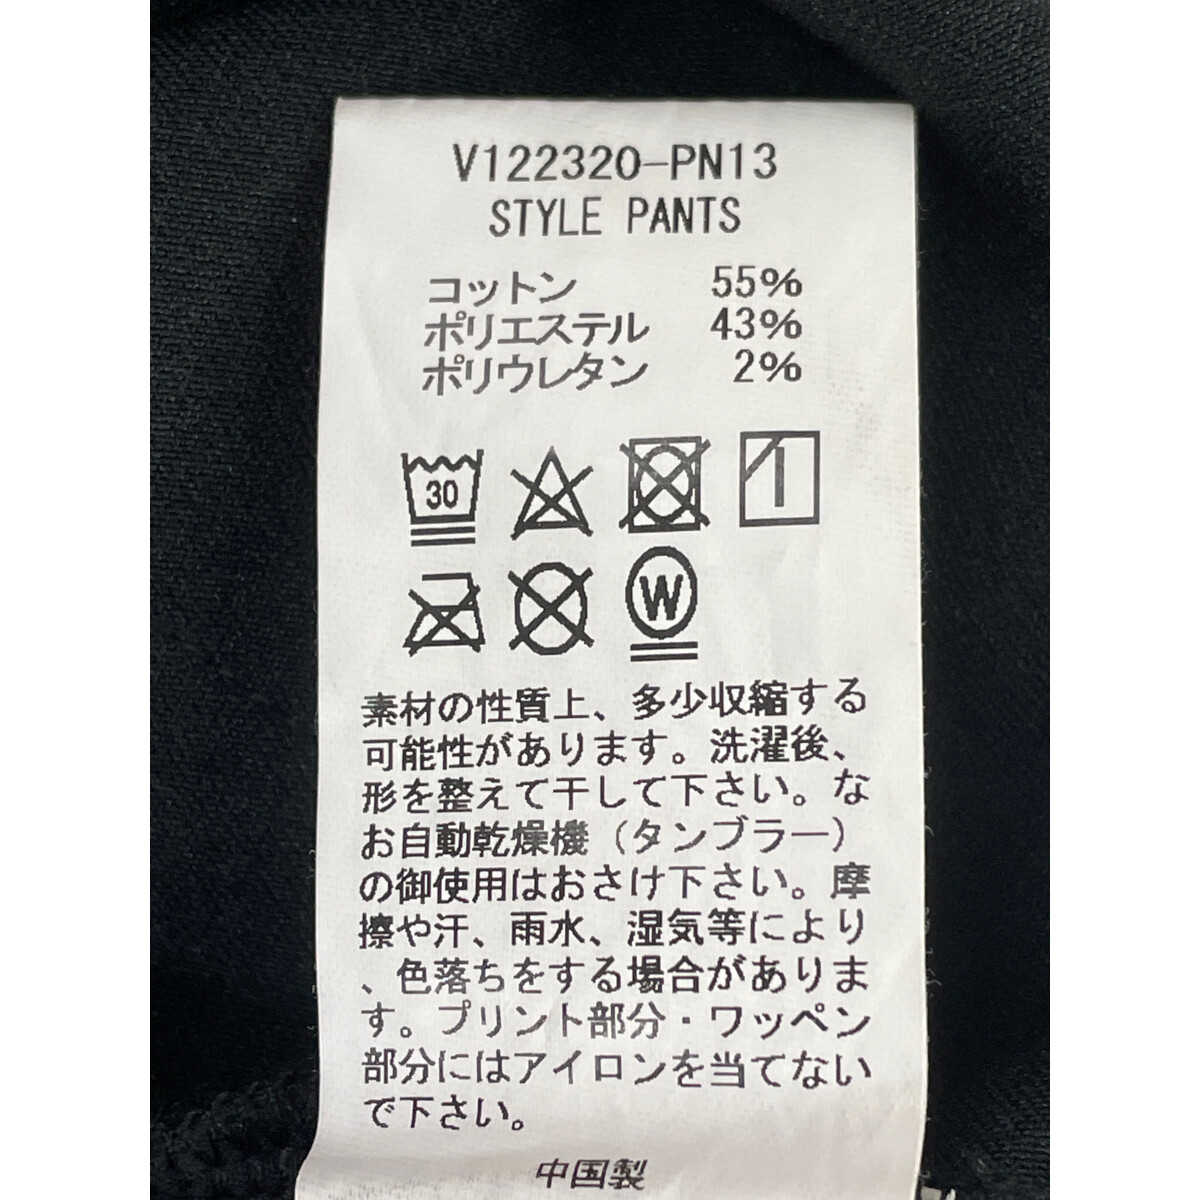 V122320-PN13
STYLE PANTS
コットン 55%
ポリエステル 43%
ポリウレタン 2%
30
W
素材の性質上、多少収縮する
可能性があります。洗濯後、
形を整えて干して下さい。な
お自動乾燥機(タンブラー)
の御使用はおさけ下さい。摩
擦や汗、雨水、湿気等により
、色落ちをする場合がありま
す。プリント部分・ワッペン
部分にはアイロンを当てない
で下さい。
中国製